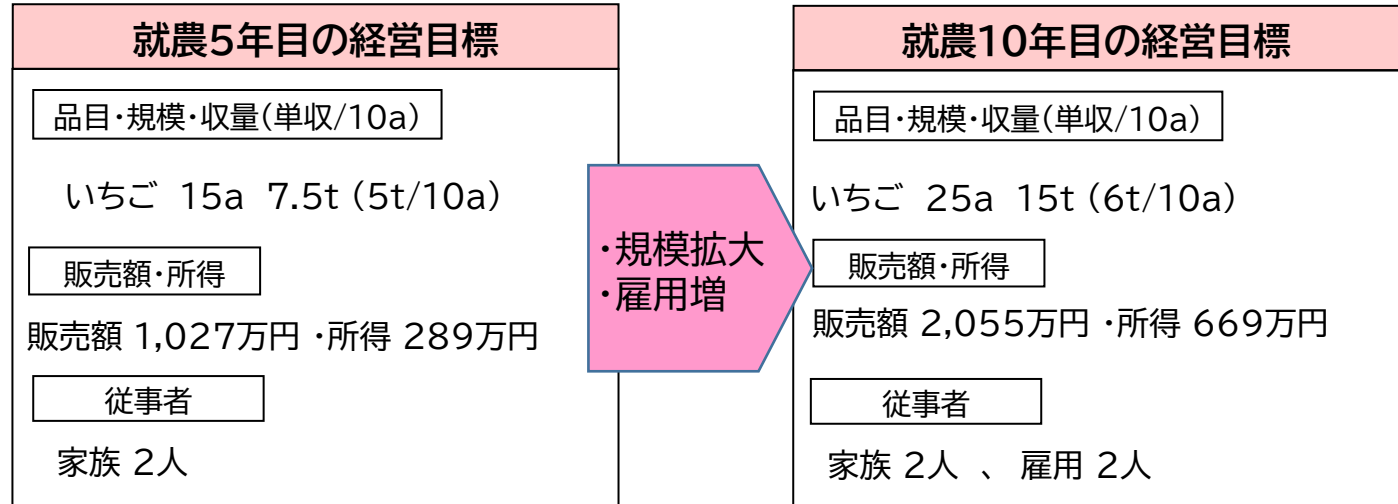 就農5年目の経営目標
品目・規模・収量(単収/10a)
いちご 15a 7.5t (5t/10a)
販売額・所得
販売額 1,027万円 ・所得 289万円
従事者
家族 2人
・規模拡大
・雇用増
就農10年目の経営目標
品目・規模・収量(単収/10a)
いちご 25a 15t (6t/10a)
販売額・所得
販売額 2,055万円 ・所得 669万円
従事者
家族 2人 、 雇用 2人